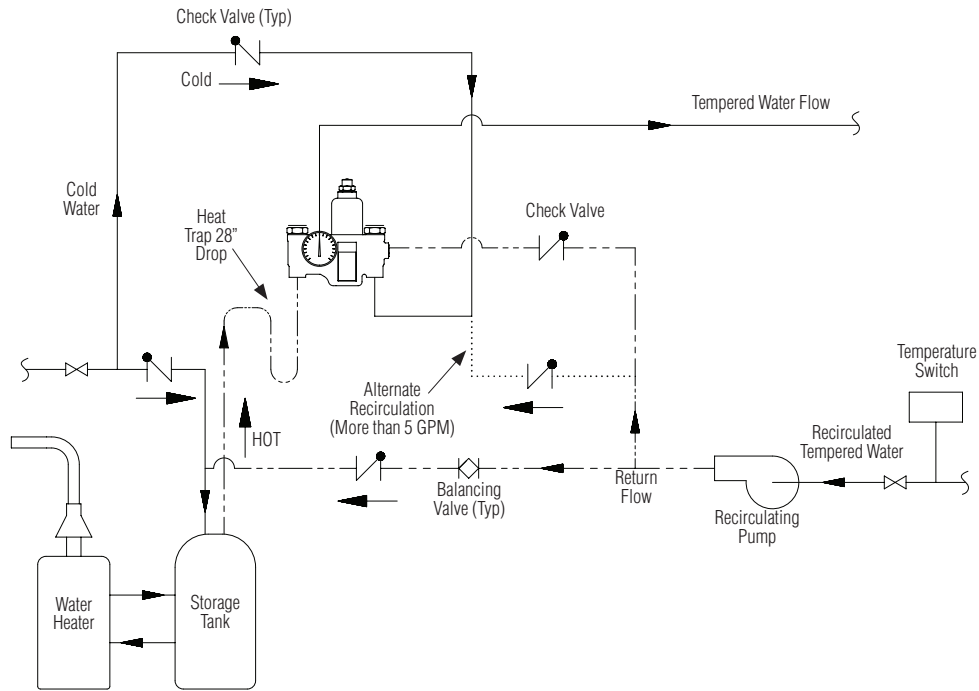 Check Valve (Typ)
Cold
Tempered Water Flow
Cold
Water
Heat
Trap 28"
Drop
Check Valve
Temperature
Switch
Alternate
Recirculation
(More than 5 GPM)
HOT
Recirculated
Tempered Water
Balancing
Valve (Typ)
Return
Flow
Recirculating
Pump
Water
Heater
Storage
Tank